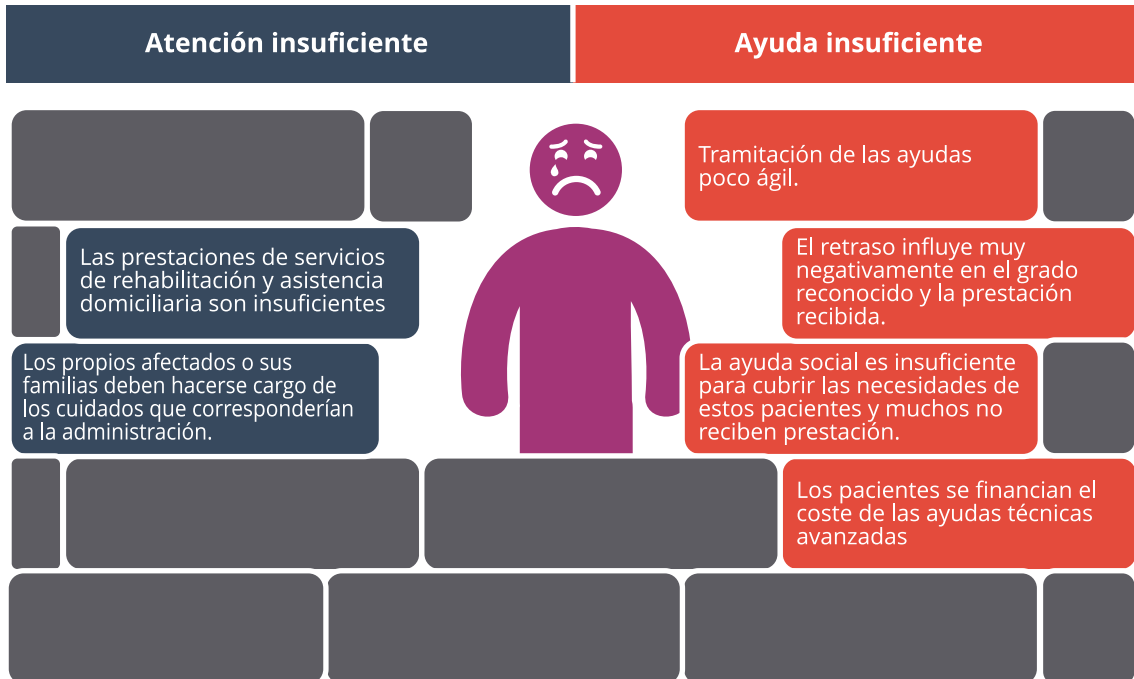 Atención insuficiente
Ayuda insuficiente
Tramitación de las ayudas
poco ágil.
Las prestaciones de servicios
de rehabilitación y asistencia
domiciliaria son insuficientes
El retraso influye muy
negativamente en el grado
reconocido y la prestación
recibida.
Los propios afectados o sus
familias deben hacerse cargo de
los cuidados que corresponderían
a la administración.
La ayuda social es insuficiente
para cubrir las necesidades de
estos pacientes y muchos no
reciben prestación.
Los pacientes se financian el
coste de las ayudas técnicas
avanzadas